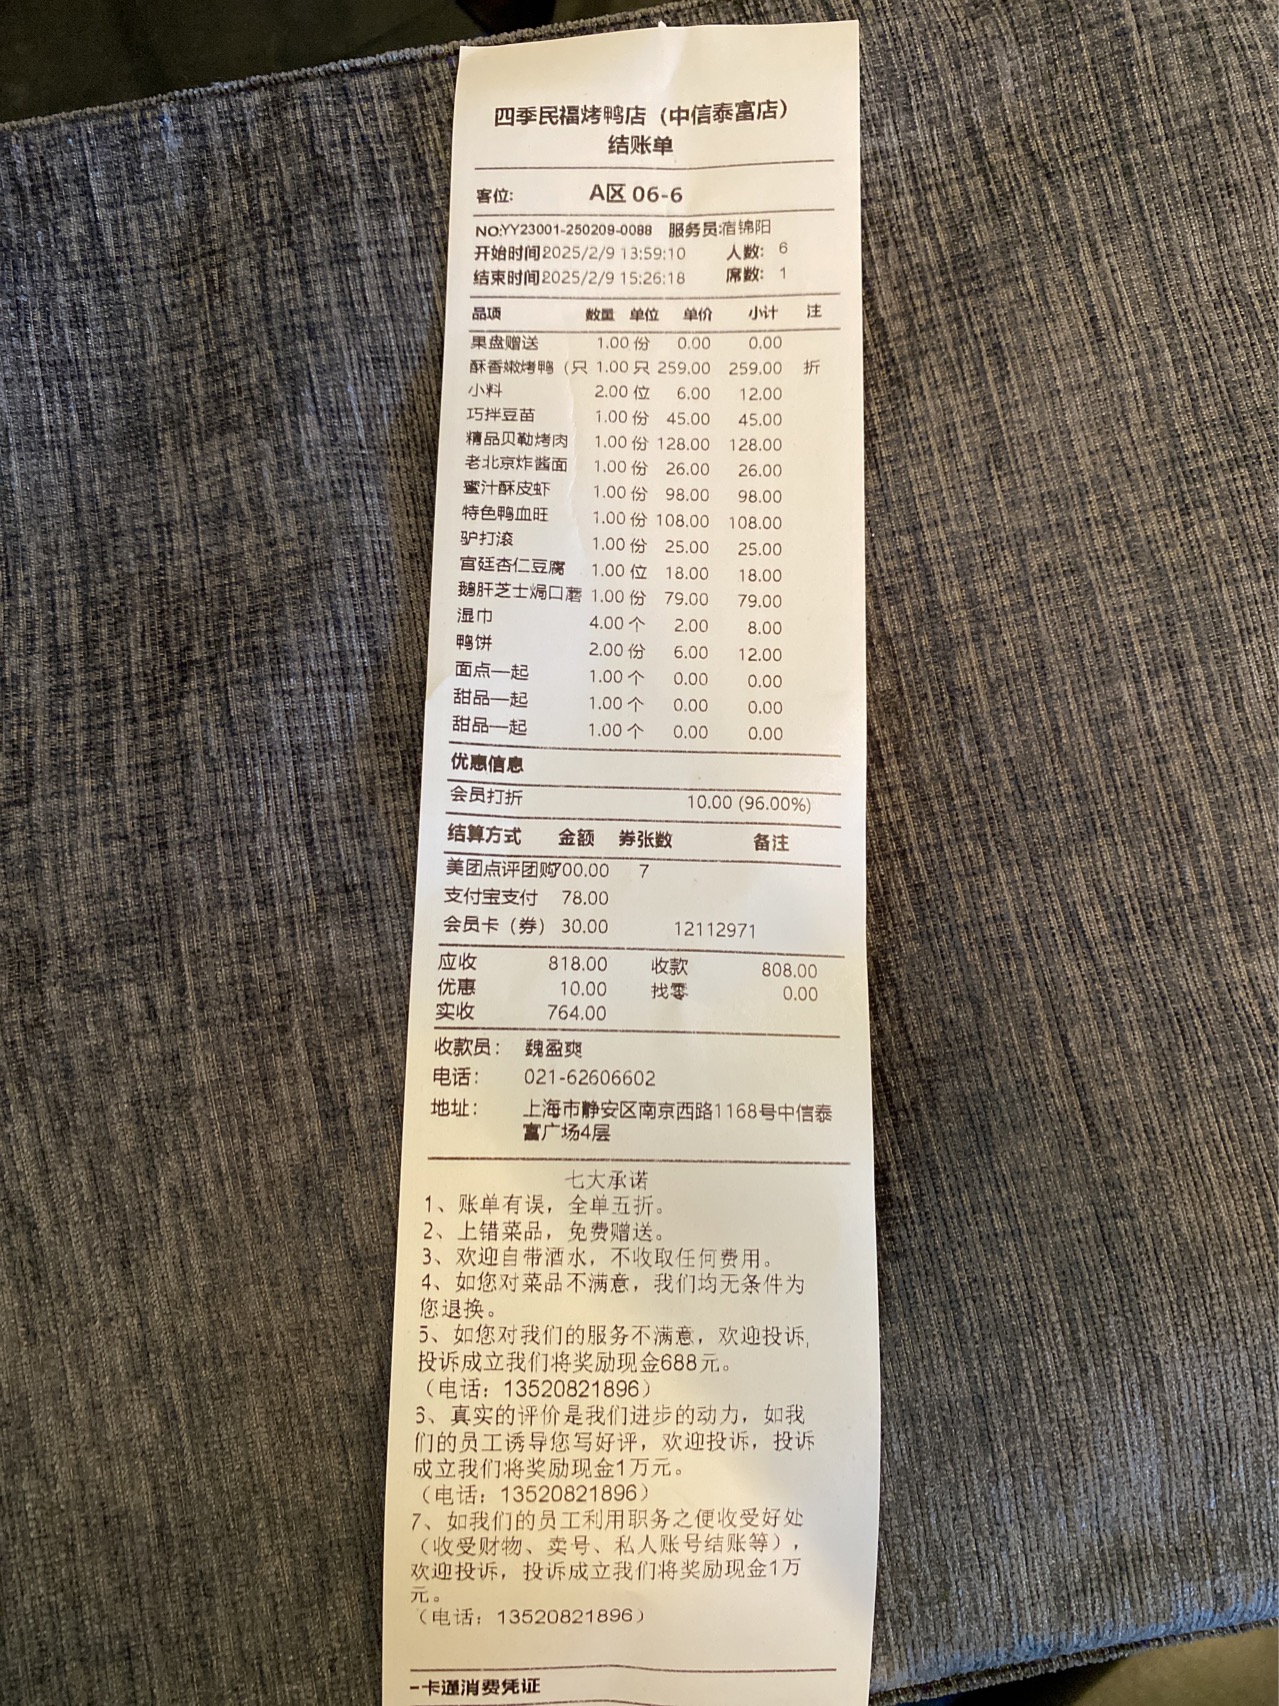 四季民福烤鸭店（中信泰富店）
结账单
客位: A区 06-6
NO:YY23001-250209-0088 服务员:宿锦阳
开始时间2025/2/9 13:59:10 人数: 6
结束时间2025/2/9 15:26:18 席数: 1
品项 数量 单位 单价 小计 注
果盘赠送 1.00 份 0.00 0.00
酥香嫩烤鸭（只 1.00 只 259.00 259.00 折
小料 2.00 位 6.00 12.00
巧拌豆苗 1.00 份 45.00 45.00
精品贝勒烤肉 1.00 份 128.00 128.00
老北京炸酱面 1.00 份 26.00 26.00
蜜汁酥皮虾 1.00 份 98.00 98.00
特色鸭血旺 1.00 份 108.00 108.00
驴打滚 1.00 份 25.00 25.00
宫廷杏仁豆腐 1.00 位 18.00 18.00
鹅肝芝士焗口蘑 1.00 份 79.00 79.00
湿巾 4.00 个 2.00 8.00
鸭饼 2.00 份 6.00 12.00
面点一起 1.00 个 0.00 0.00
甜品一起 1.00 个 0.00 0.00
甜品一起 1.00 个 0.00 0.00
优惠信息
会员打折 10.00 (96.00%)
结算方式 金额 券张数 备注
美团点评团购700.00 7
支付宝支付 78.00
会员卡（券） 30.00 12112971
应收 818.00 收款 808.00
优惠 10.00 找零 0.00
实收 764.00
收款员: 魏盈爽
电话: 021-62606602
地址: 上海市静安区南京西路1168号中信泰
富广场4层
七大承诺
1、账单有误，全单五折。
2、上错菜品，免费赠送。
3、欢迎自带酒水，不收取任何费用。
4、如您对菜品不满意，我们均无条件为
您退换。
5、如您对我们的服务不满意，欢迎投诉,
投诉成立我们将奖励现金688元。
（电话：13520821896）
6、真实的评价是我们进步的动力，如我
们的员工诱导您写好评，欢迎投诉，投诉
成立我们将奖励现金1万元。
（电话：13520821896）
7、如我们的员工利用职务之便收受好处
（收受财物、卖号、私人账号结账等），
欢迎投诉，投诉成立我们将奖励现金1万
元。
（电话：13520821896）
一卡通消费凭证